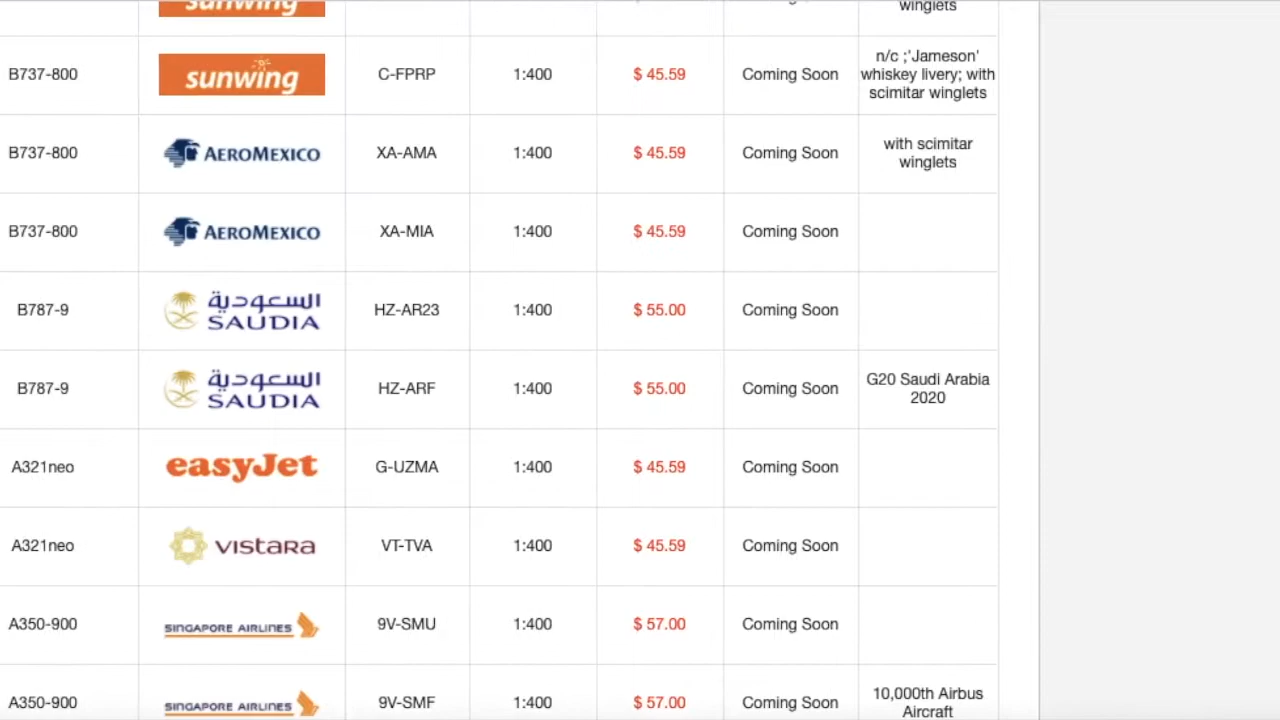 sunwing
winglets
B737-800 sunwing C-FPRP 1:400 $ 45.59 Coming Soon n/c ;'Jameson'
whiskey livery; with
scimitar winglets
B737-800 AEROMEXICO XA-AMA 1:400 $ 45.59 Coming Soon with scimitar
winglets
B737-800 AEROMEXICO XA-MIA 1:400 $ 45.59 Coming Soon
السعودية
B787-9 SAUDIA HZ-AR23 1:400 $ 55.00 Coming Soon
السعودية
B787-9 SAUDIA HZ-ARF 1:400 $ 55.00 Coming Soon G20 Saudi Arabia
2020
A321neo easyJet G-UZMA 1:400 $ 45.59 Coming Soon
A321neo vistara VT-TVA 1:400 $ 45.59 Coming Soon
A350-900 SINGAPORE AIRLINES 9V-SMU 1:400 $ 57.00 Coming Soon
A350-900 SINGAPORE AIRLINES 9V-SMF 1:400 $ 57.00 Coming Soon 10,000th Airbus
Aircraft